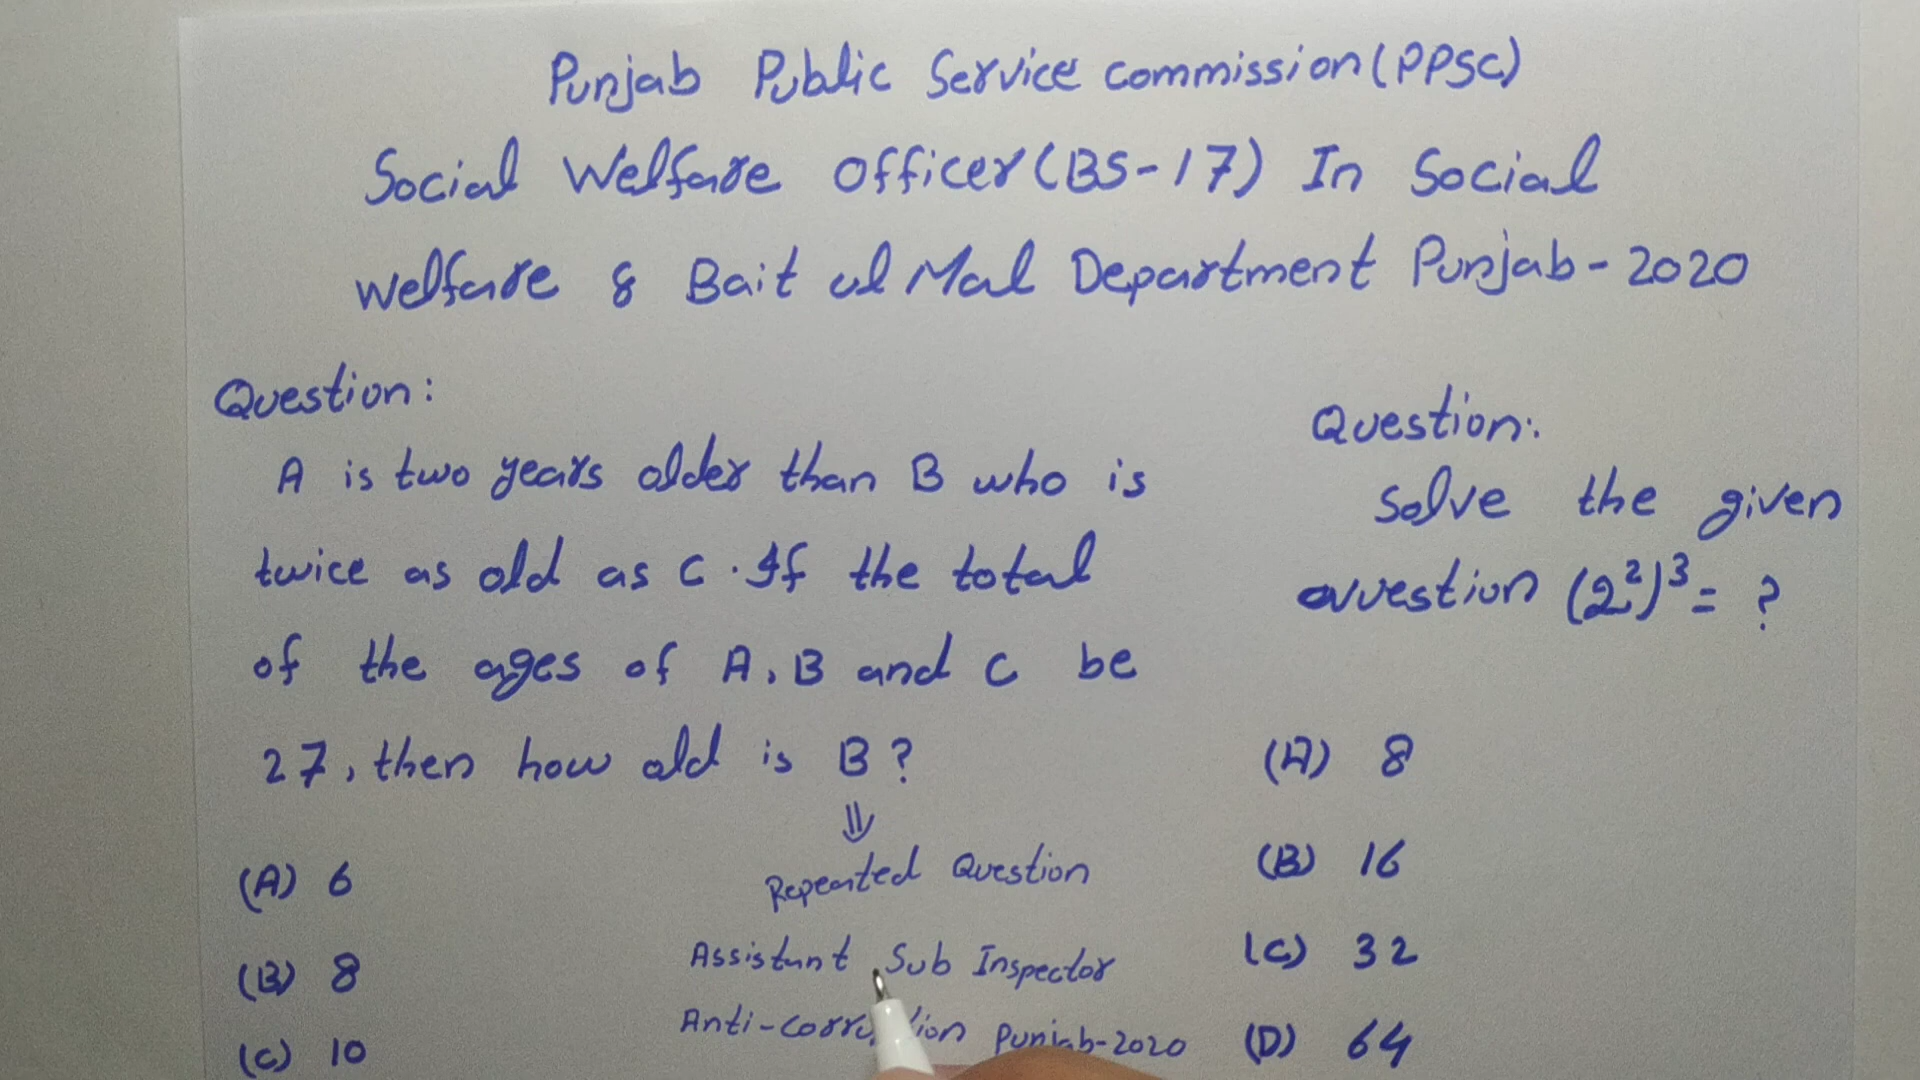 Punjab Public Service Commission (PPSC)
Social Welfare Officer (BS-17) In Social
Welfare & Bait ul Mal Department Punjab-2020
Question:
A is two years older than B who is
twice as old as C. If the total
of the ages of A, B and C be
27, then how old is B?
⇓
Repeated Question
Assistant Sub Inspector
Anti-Corruption Punjab-2020
(A) 6
(B) 8
(C) 10
Question:
Solve the given
question (2²)³ = ?
(A) 8
(B) 16
(C) 32
(D) 64